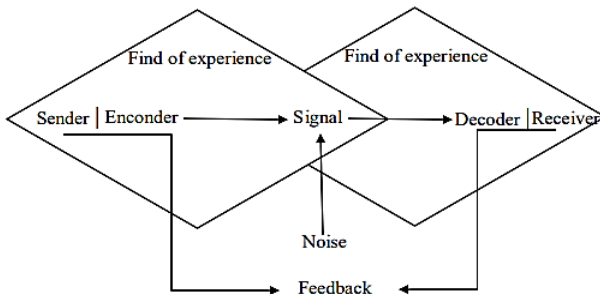 Find of experience
Find of experience
Sender | Enconder
Signal
Decoder | Receiver
Noise
Feedback